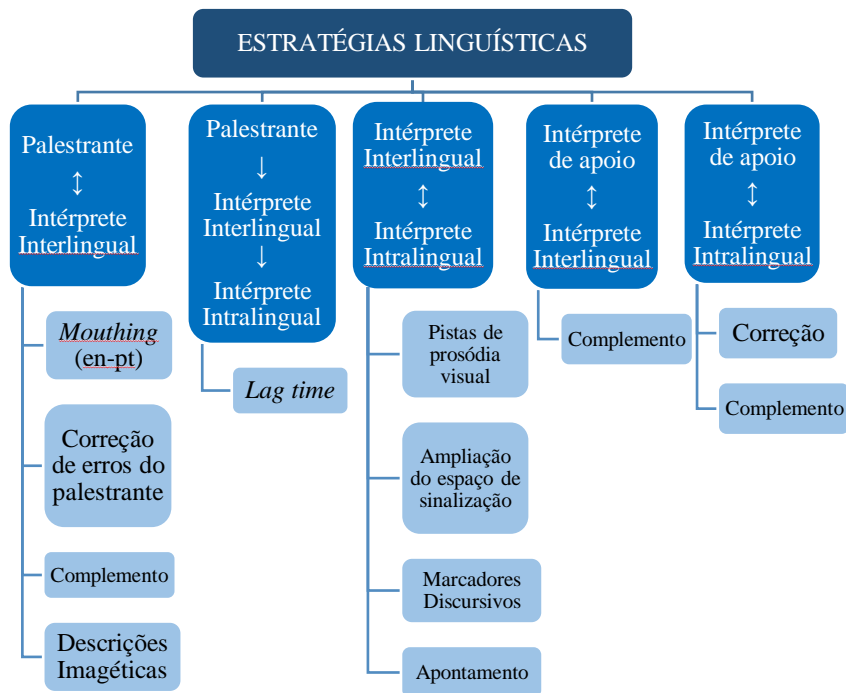 ESTRATÉGIAS LINGUÍSTICAS
Palestrante
↕
Intérprete
Interlingual
Mouthing
(en-pt)
Correção
de erros do
palestrante
Complemento
Descrições
Imagéticas
Palestrante
↓
Intérprete
Interlingual
↓
Intérprete
Intralingual
Lag time
Intérprete
Interlingual
↕
Intérprete
Intralingual
Pistas de
prosódia
visual
Ampliação
do espaço de
sinalização
Marcadores
Discursivos
Apontamento
Intérprete
de apoio
↕
Intérprete
Interlingual
Complemento
Intérprete
de apoio
↕
Intérprete
Intralingual
Correção
Complemento